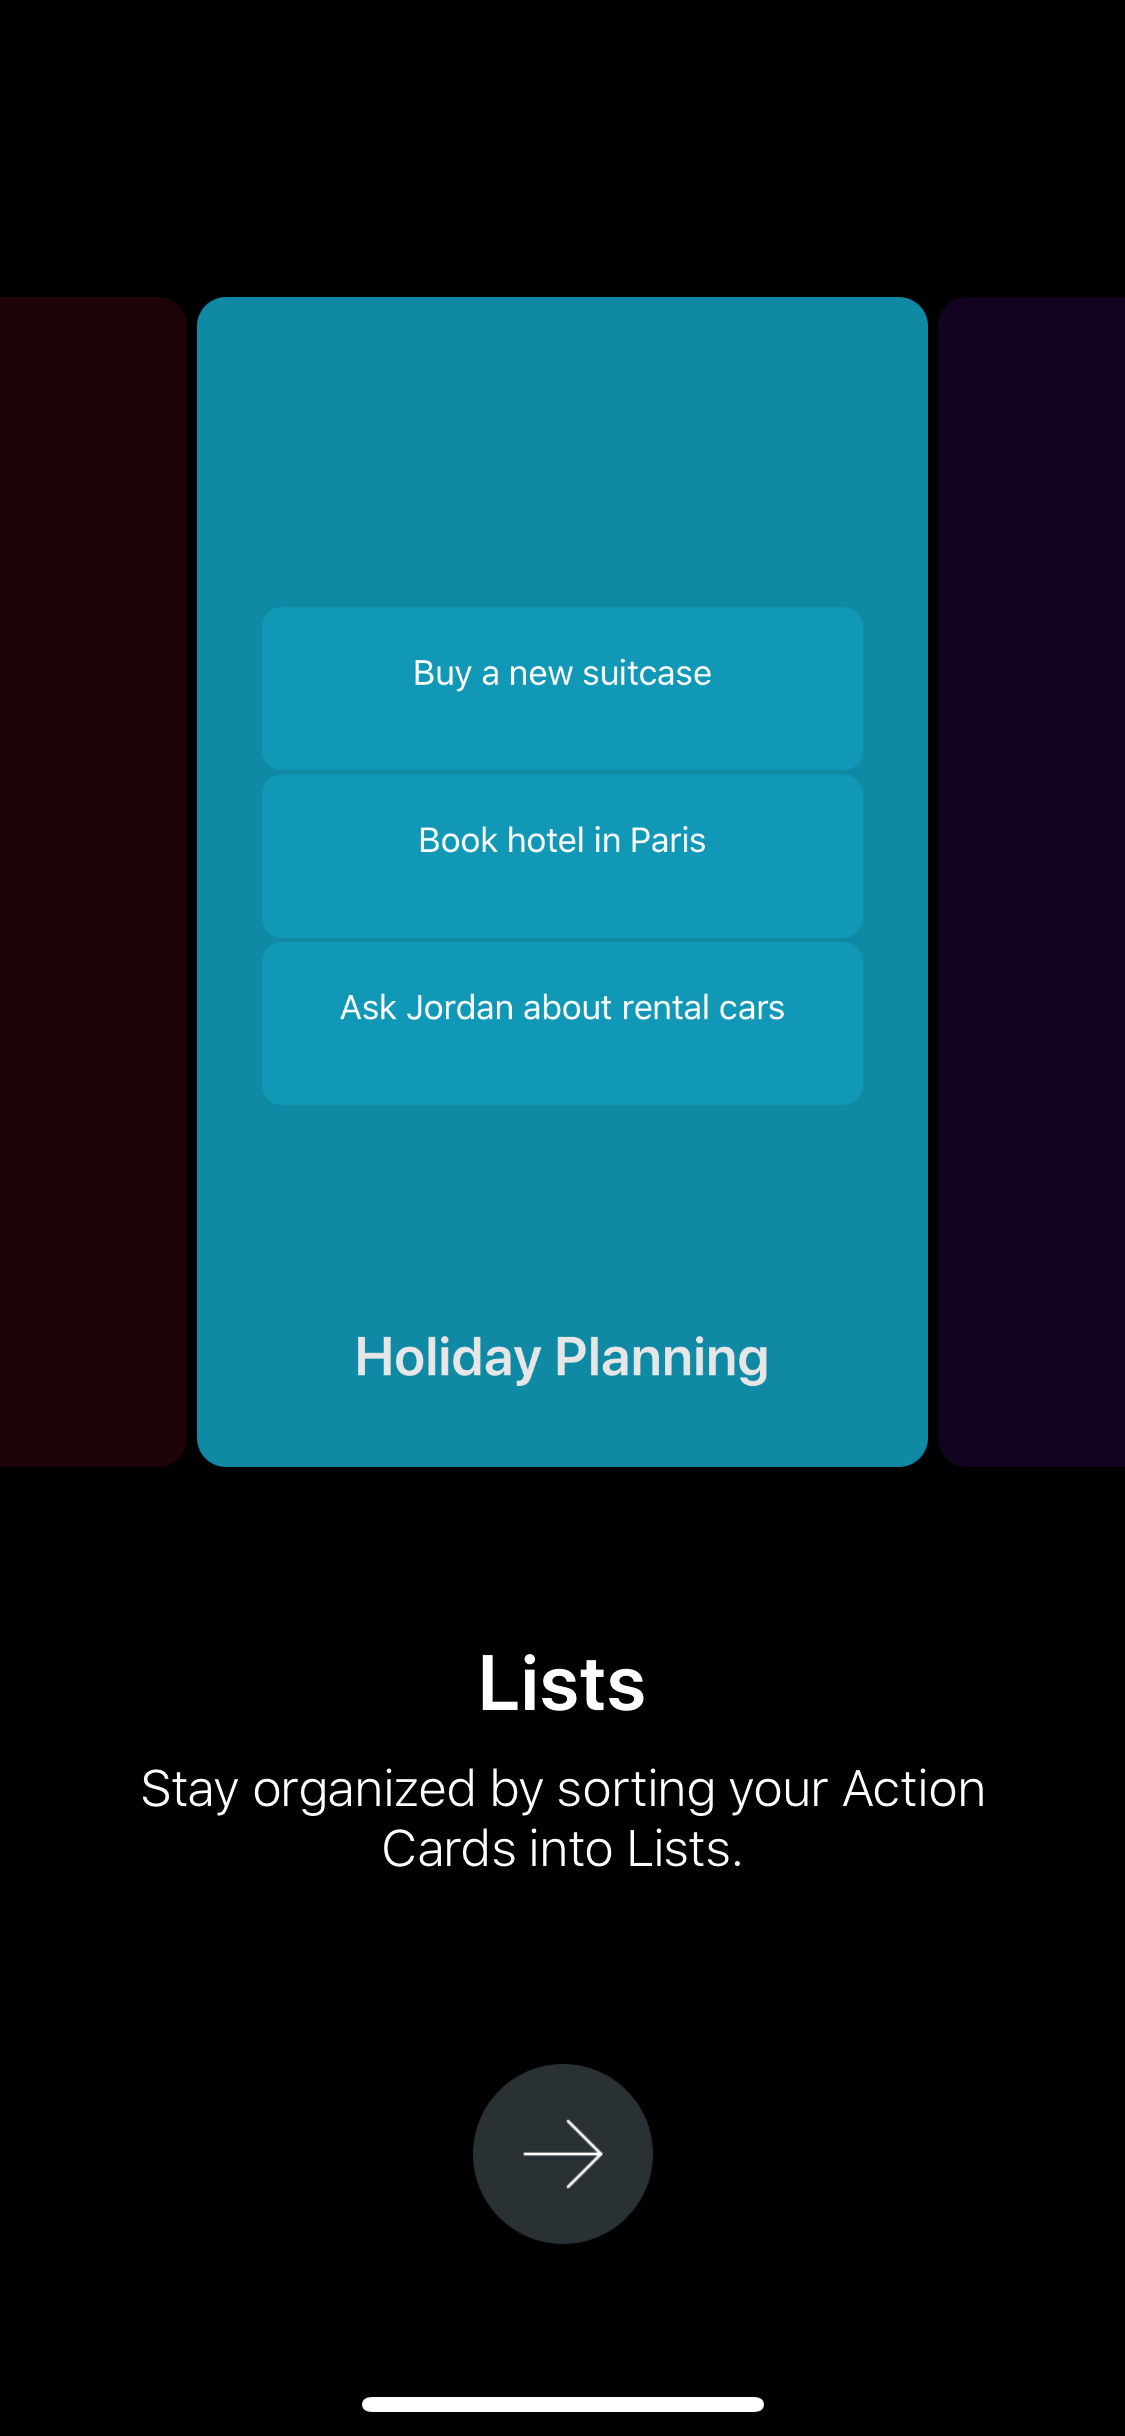 Buy a new suitcase
Book hotel in Paris
Ask Jordan about rental cars
Holiday Planning
Lists
Stay organized by sorting your Action
Cards into Lists.